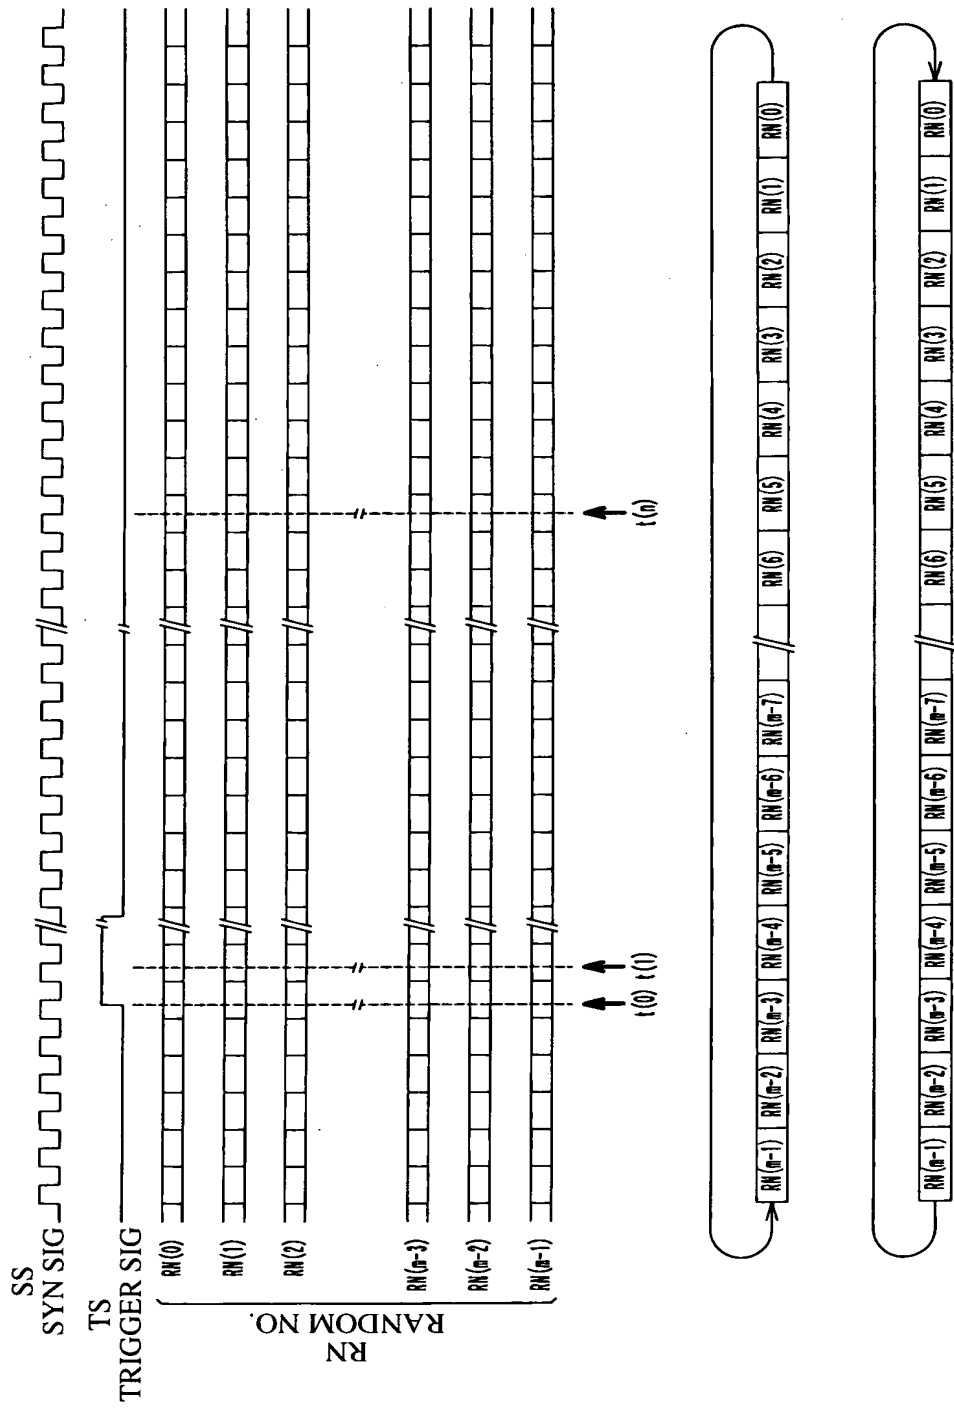 SS
SYN SIG
TS
TRIGGER SIG
RN(0)
RN(1)
RN(2)
RN(m-3)
RN(m-2)
RN(m-1)
RN
RANDOM NO.
t(0)
t(1)
t(n)
RN(m-1) RN(m-2) RN(m-3) RN(m-4) RN(m-5) RN(m-6) RN(m-7) RN(6) RN(5) RN(4) RN(3) RN(2) RN(1) RN(0)
RN(m-1) RN(m-2) RN(m-3) RN(m-4) RN(m-5) RN(m-6) RN(m-7) RN(6) RN(5) RN(4) RN(3) RN(2) RN(1) RN(0)